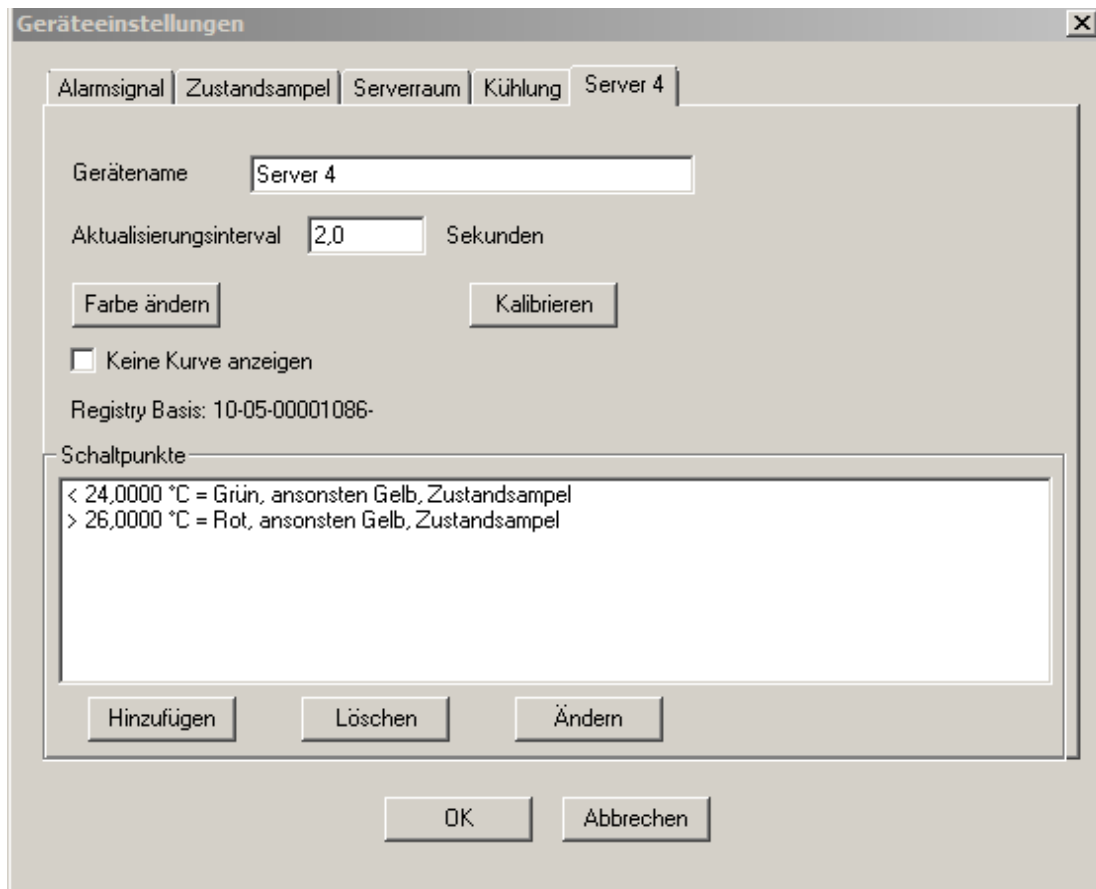 Geräteeinstellungen
Alarmsignal Zustandsampel Serverraum Kühlung Server 4
Gerätename Server 4
Aktualisierungsinterval 2,0 Sekunden
Farbe ändern Kalibrieren
Keine Kurve anzeigen
Registry Basis: 10-05-00001086-
Schaltpunkte
< 24,0000 °C = Grün, ansonsten Gelb, Zustandsampel
> 26,0000 °C = Rot, ansonsten Gelb, Zustandsampel
Hinzufügen Löschen Ändern
OK Abbrechen